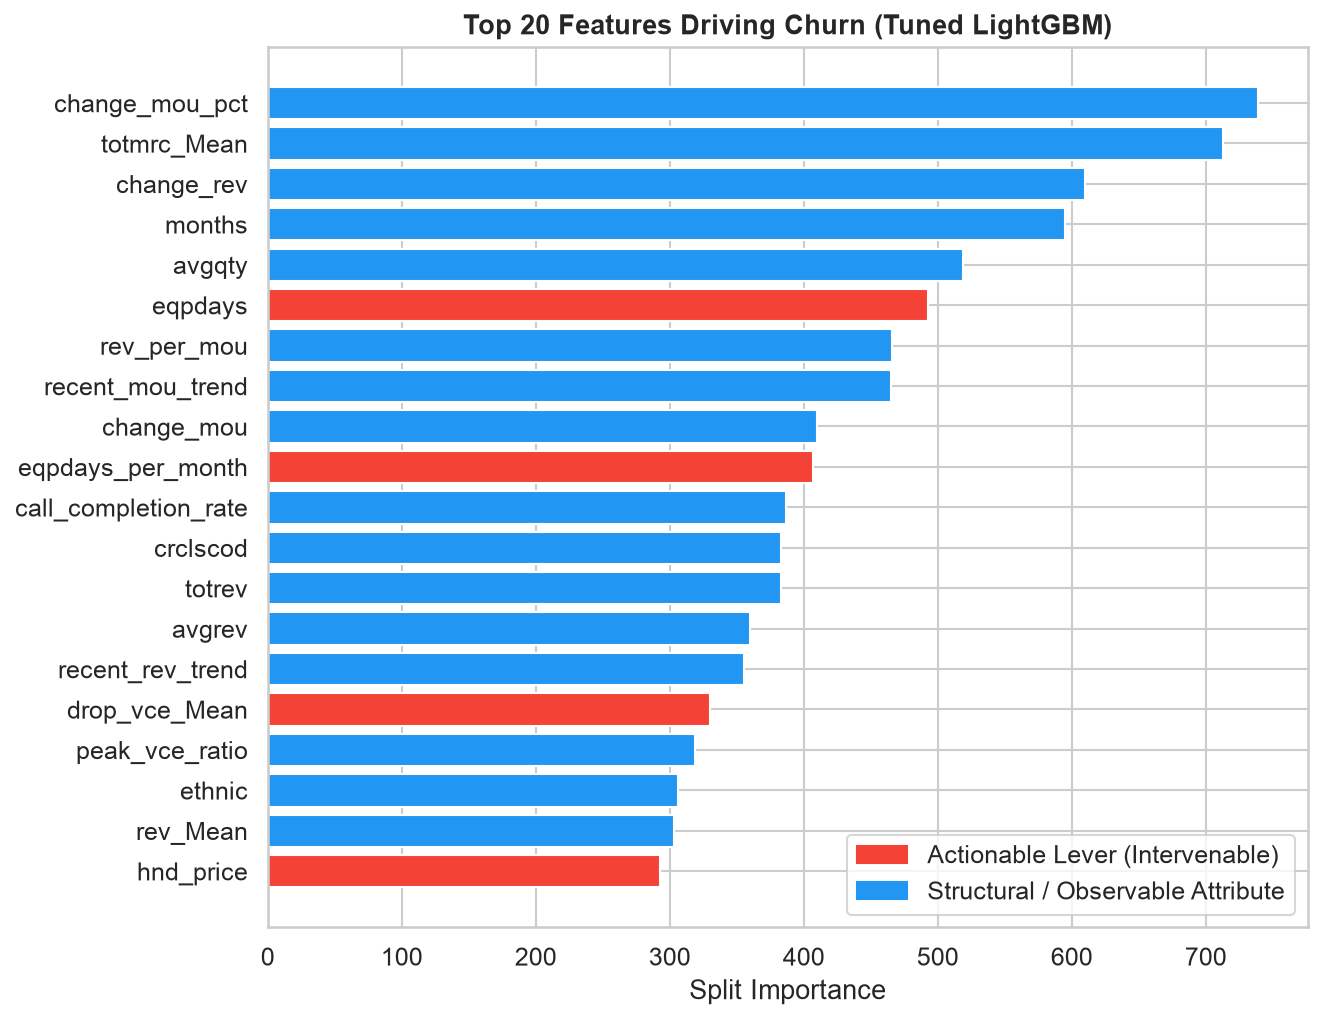 Top 20 Features Driving Churn (Tuned LightGBM)
change_mou_pct
totmrc_Mean
change_rev
months
avgqty
eqpdays
rev_per_mou
recent_mou_trend
change_mou
eqpdays_per_month
call_completion_rate
crclscod
totrev
avgrev
recent_rev_trend
drop_vce_Mean
peak_vce_ratio
ethnic
rev_Mean
hnd_price
Actionable Lever (Intervenable)
Structural / Observable Attribute
0 100 200 300 400 500 600 700
Split Importance